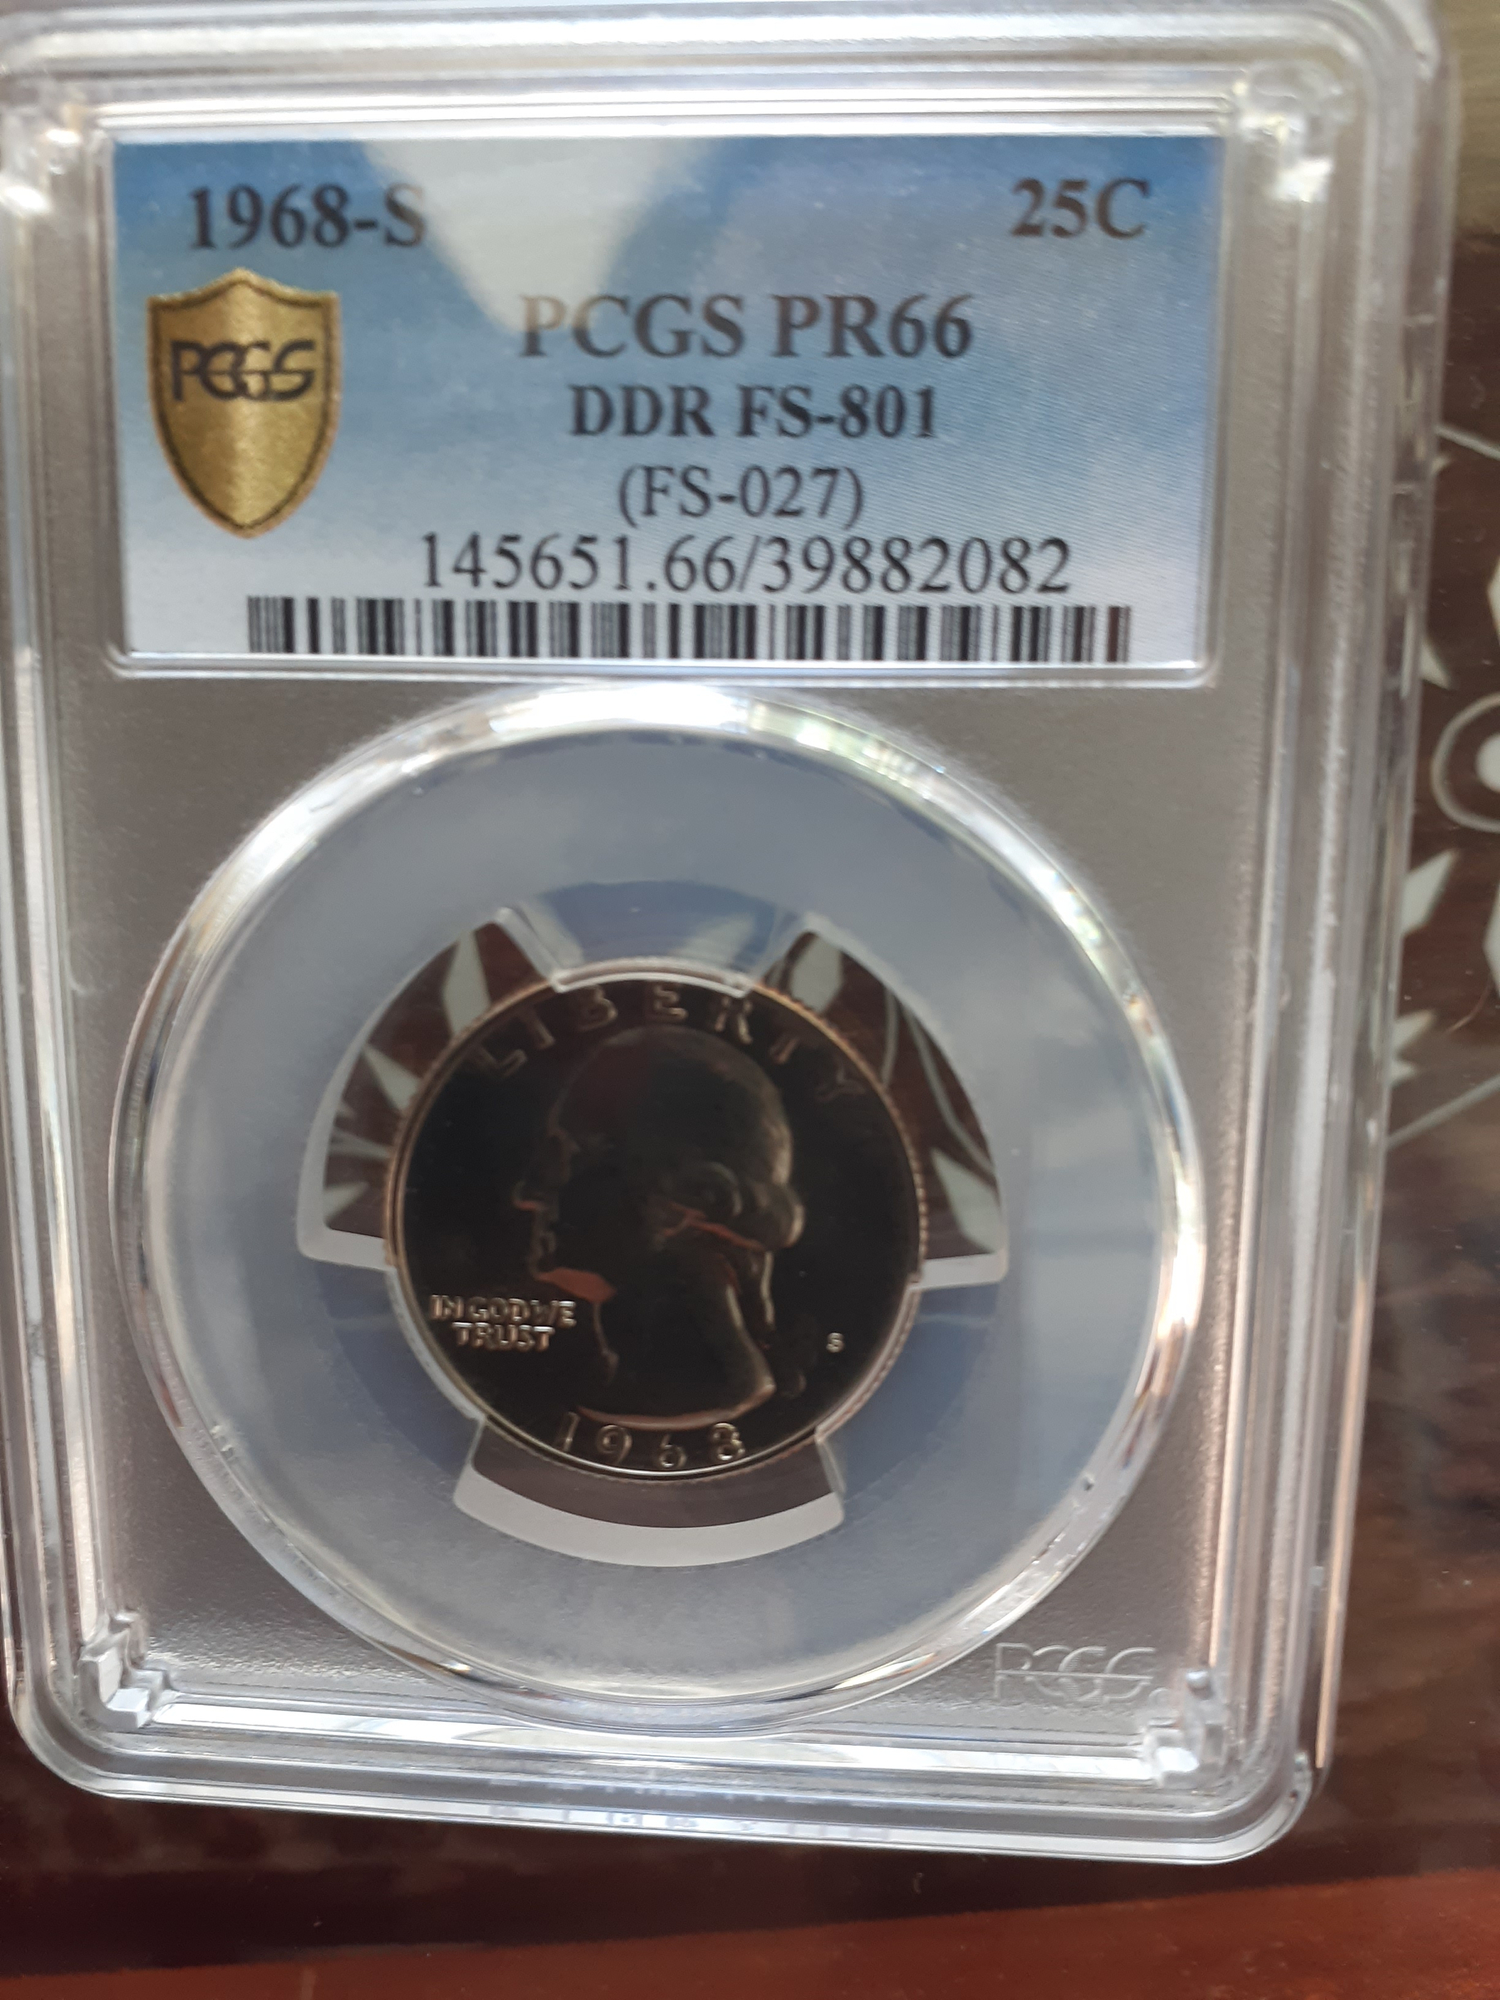 1968-S 25C
PCGS
PCGS PR66
DDR FS-801
(FS-027)
145651.66/39882082
LIBERTY
IN GOD WE
TRUST
S
1968
PCGS